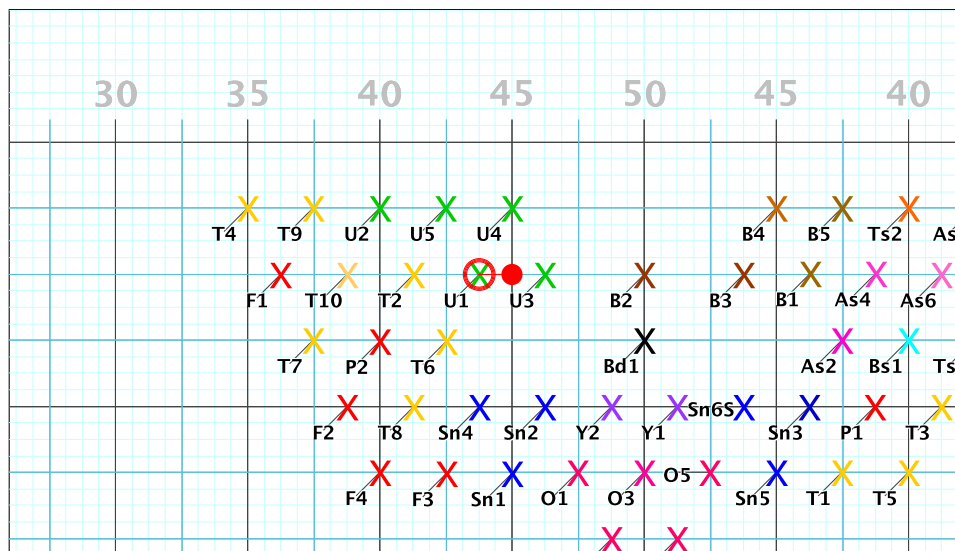 30 35 40 45 50 45 40
T4 T9 U2 U5 U4 B4 B5 Ts2 As
F1 T10 T2 U1 U3 B2 B3 B1 As4 As6
T7 P2 T6 Bd1 As2 Bs1 Ts
F2 T8 Sn4 Sn2 Y2 Y1 Sn6S Sn3 P1 T3
F4 F3 Sn1 O1 O3 O5 Sn5 T1 T5